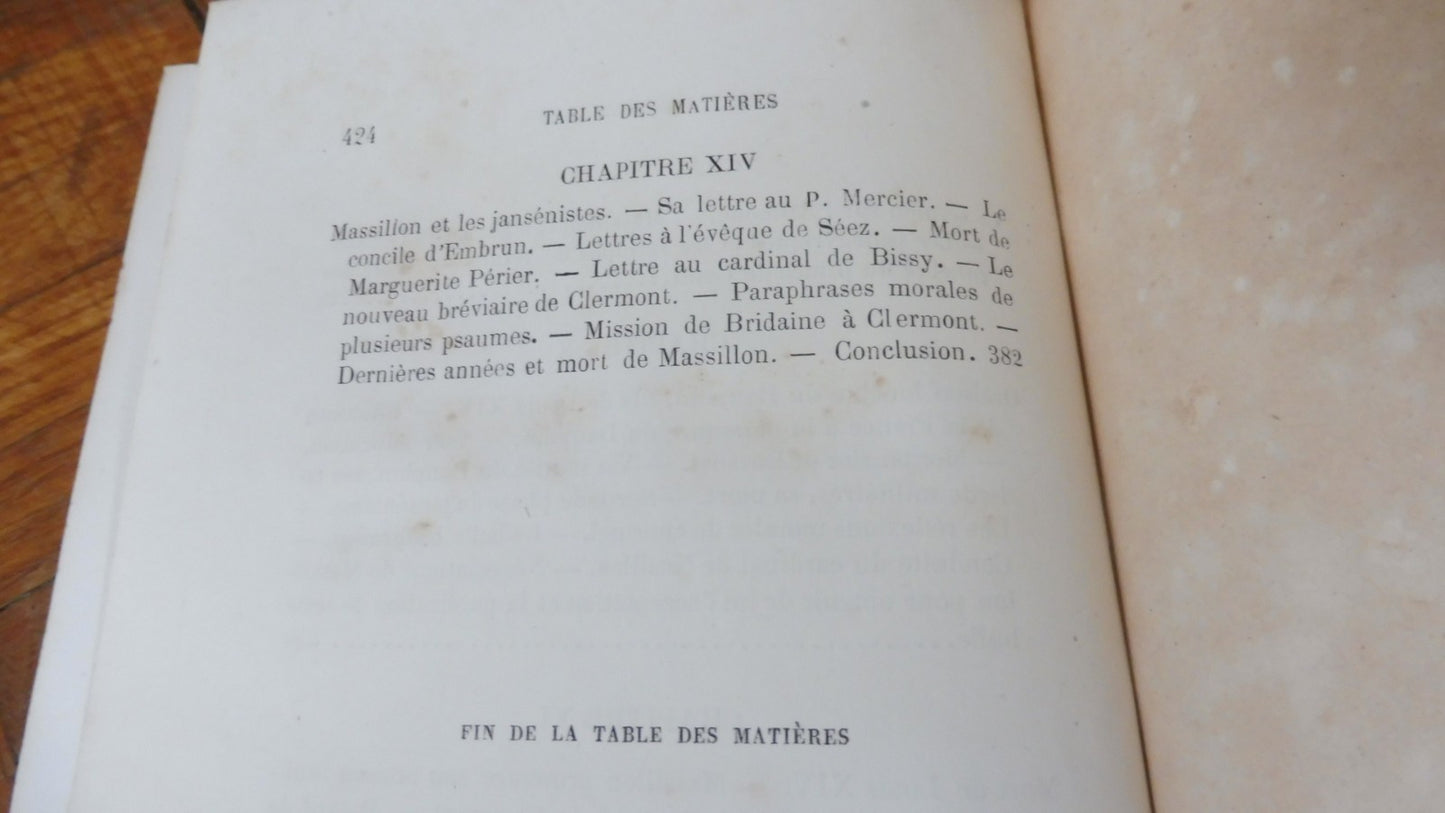 424
TABLE DES MATIÈRES
CHAPITRE XIV
Massillon et les jansénistes. — Sa lettre au P. Mercier. — Le
concile d'Embrun. — Lettres à l'évêque de Séez. — Mort de
Marguerite Périer. — Lettre au cardinal de Bissy. — Le
nouveau bréviaire de Clermont. — Paraphrases morales de
plusieurs psaumes. — Mission de Bridaine à Clermont. —
Dernières années et mort de Massillon. — Conclusion. 382
FIN DE LA TABLE DES MATIÈRES